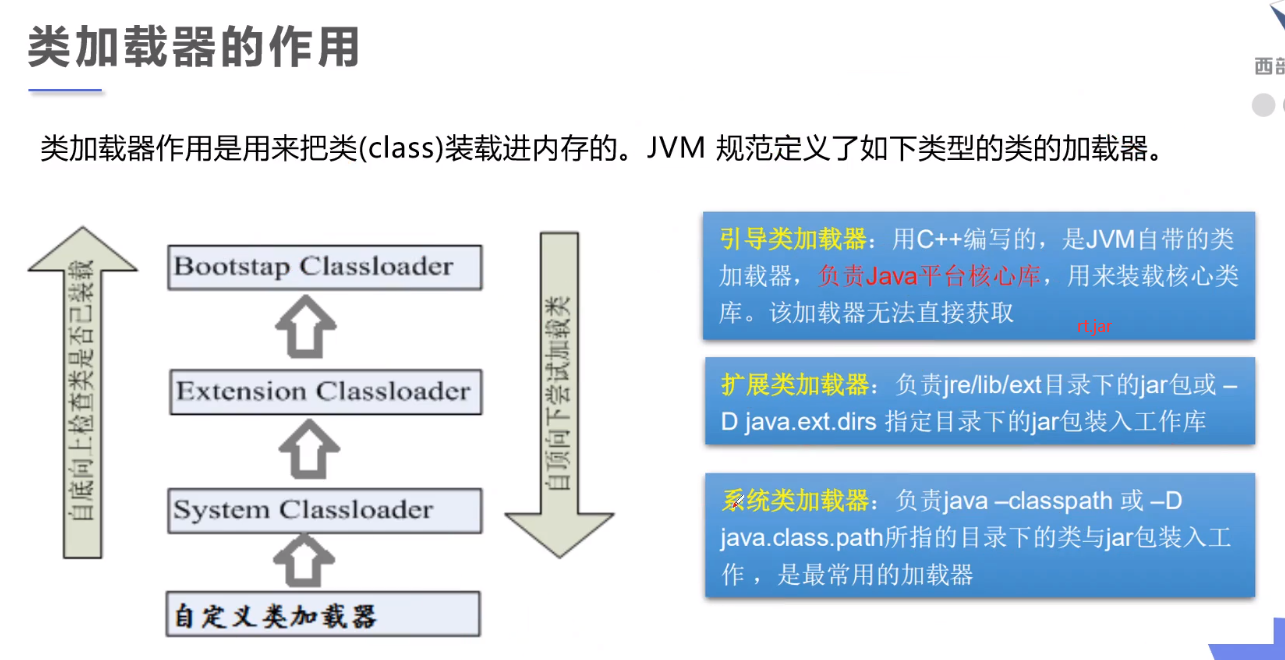 类加载器的作用
西部
类加载器作用是用来把类(class)装载进内存的。JVM 规范定义了如下类型的类的加载器。
自底向上检查类是否已装载
Bootstap Classloader
Extension Classloader
System Classloader
自定义类加载器
自顶向下尝试加载类
引导类加载器：用C++编写的，是JVM自带的类
加载器，负责Java平台核心库，用来装载核心类
库。该加载器无法直接获取
rt.jar
扩展类加载器：负责jre/lib/ext目录下的jar包或 –
D java.ext.dirs 指定目录下的jar包装入工作库
系统类加载器：负责java –classpath 或 –D
java.class.path所指的目录下的类与jar包装入工
作 ，是最常用的加载器